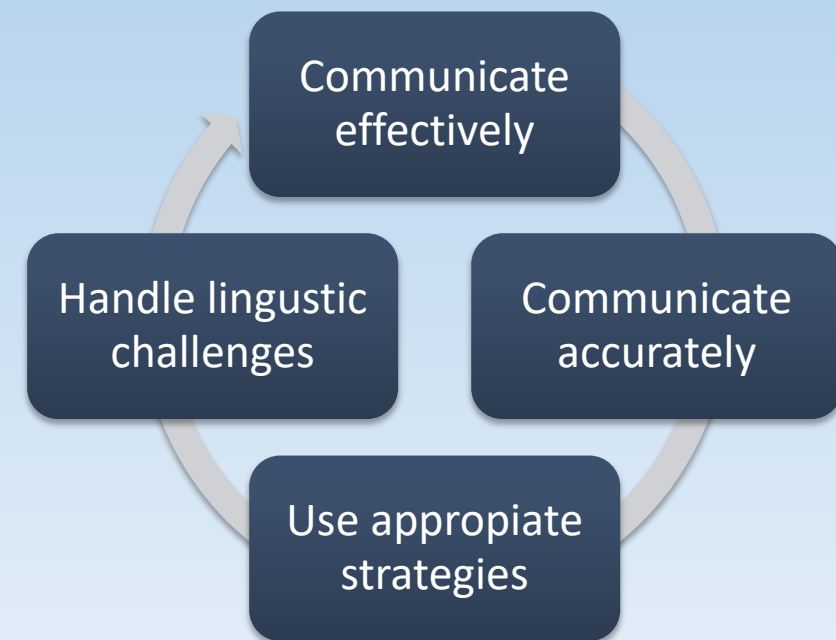 Communicate
effectively
Communicate
accurately
Use appropiate
strategies
Handle lingustic
challenges